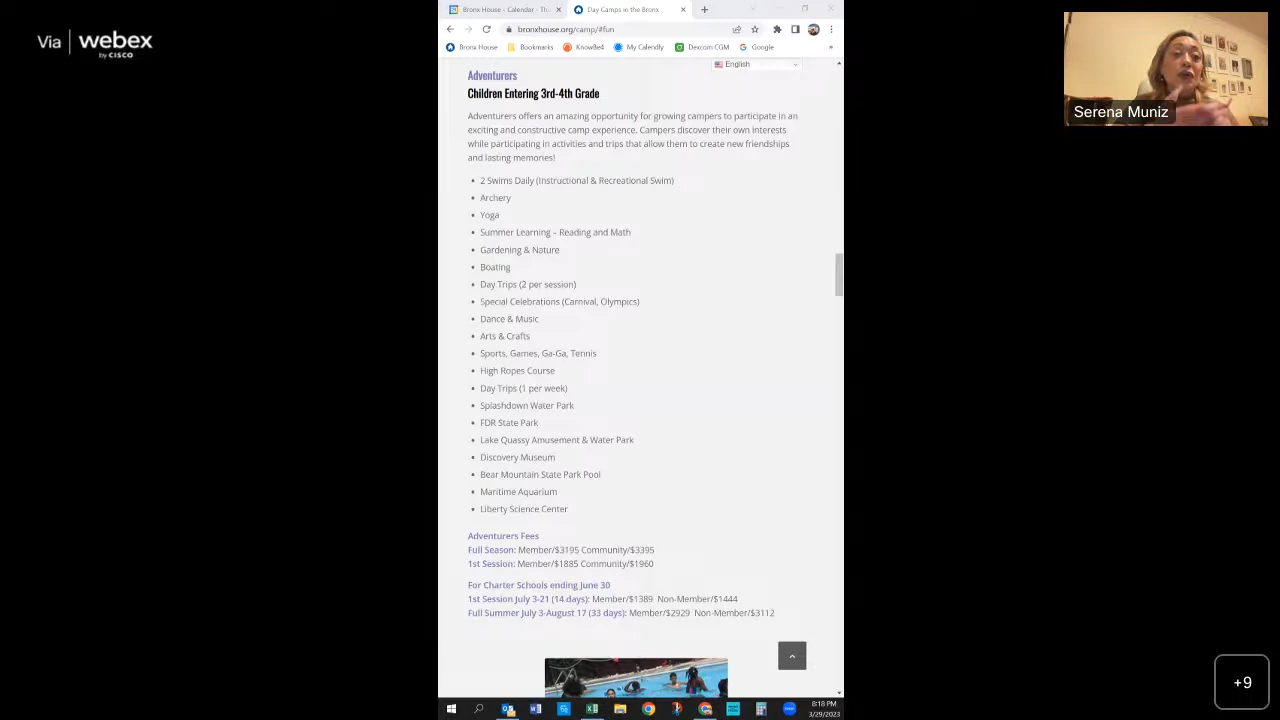 Via webex
by CISCO
Bronx House - Calendar - Th
Day Camps in the Bronx
bronxhouse.org/camp/#fun
Bronx House Bookmarks KnowBe4 My Calendly Dexcom CGM Google »
English
Adventurers
Children Entering 3rd-4th Grade
Adventurers offers an amazing opportunity for growing campers to participate in an
exciting and constructive camp experience. Campers discover their own interests
while participating in activities and trips that allow them to create new friendships
and lasting memories!
• 2 Swims Daily (Instructional & Recreational Swim)
• Archery
• Yoga
• Summer Learning – Reading and Math
• Gardening & Nature
• Boating
• Day Trips (2 per session)
• Special Celebrations (Carnival, Olympics)
• Dance & Music
• Arts & Crafts
• Sports, Games, Ga-Ga, Tennis
• High Ropes Course
• Day Trips (1 per week)
• Splashdown Water Park
• FDR State Park
• Lake Quassy Amusement & Water Park
• Discovery Museum
• Bear Mountain State Park Pool
• Maritime Aquarium
• Liberty Science Center
Adventurers Fees
Full Season: Member/$3195 Community/$3395
1st Session: Member/$1885 Community/$1960
For Charter Schools ending June 30
1st Session July 3-21 (14 days): Member/$1389 Non-Member/$1444
Full Summer July 3-August 17 (33 days): Member/$2929 Non-Member/$3112
8:18 PM
3/29/2023
Serena Muniz
+9